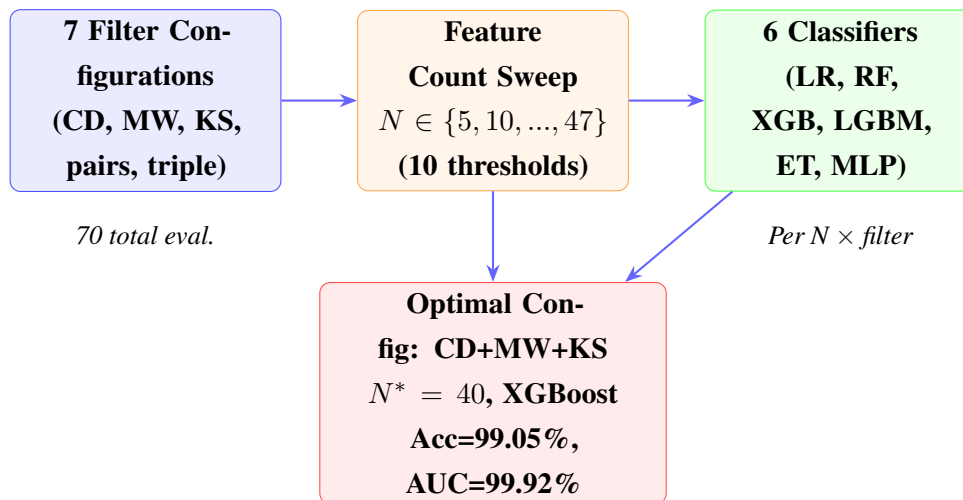 7 Filter Con-
figurations
(CD, MW, KS,
pairs, triple)
Feature
Count Sweep
N ∈ {5, 10, ..., 47}
(10 thresholds)
6 Classifiers
(LR, RF,
XGB, LGBM,
ET, MLP)
70 total eval.
Per N × filter
Optimal Con-
fig: CD+MW+KS
N* = 40, XGBoost
Acc=99.05%,
AUC=99.92%